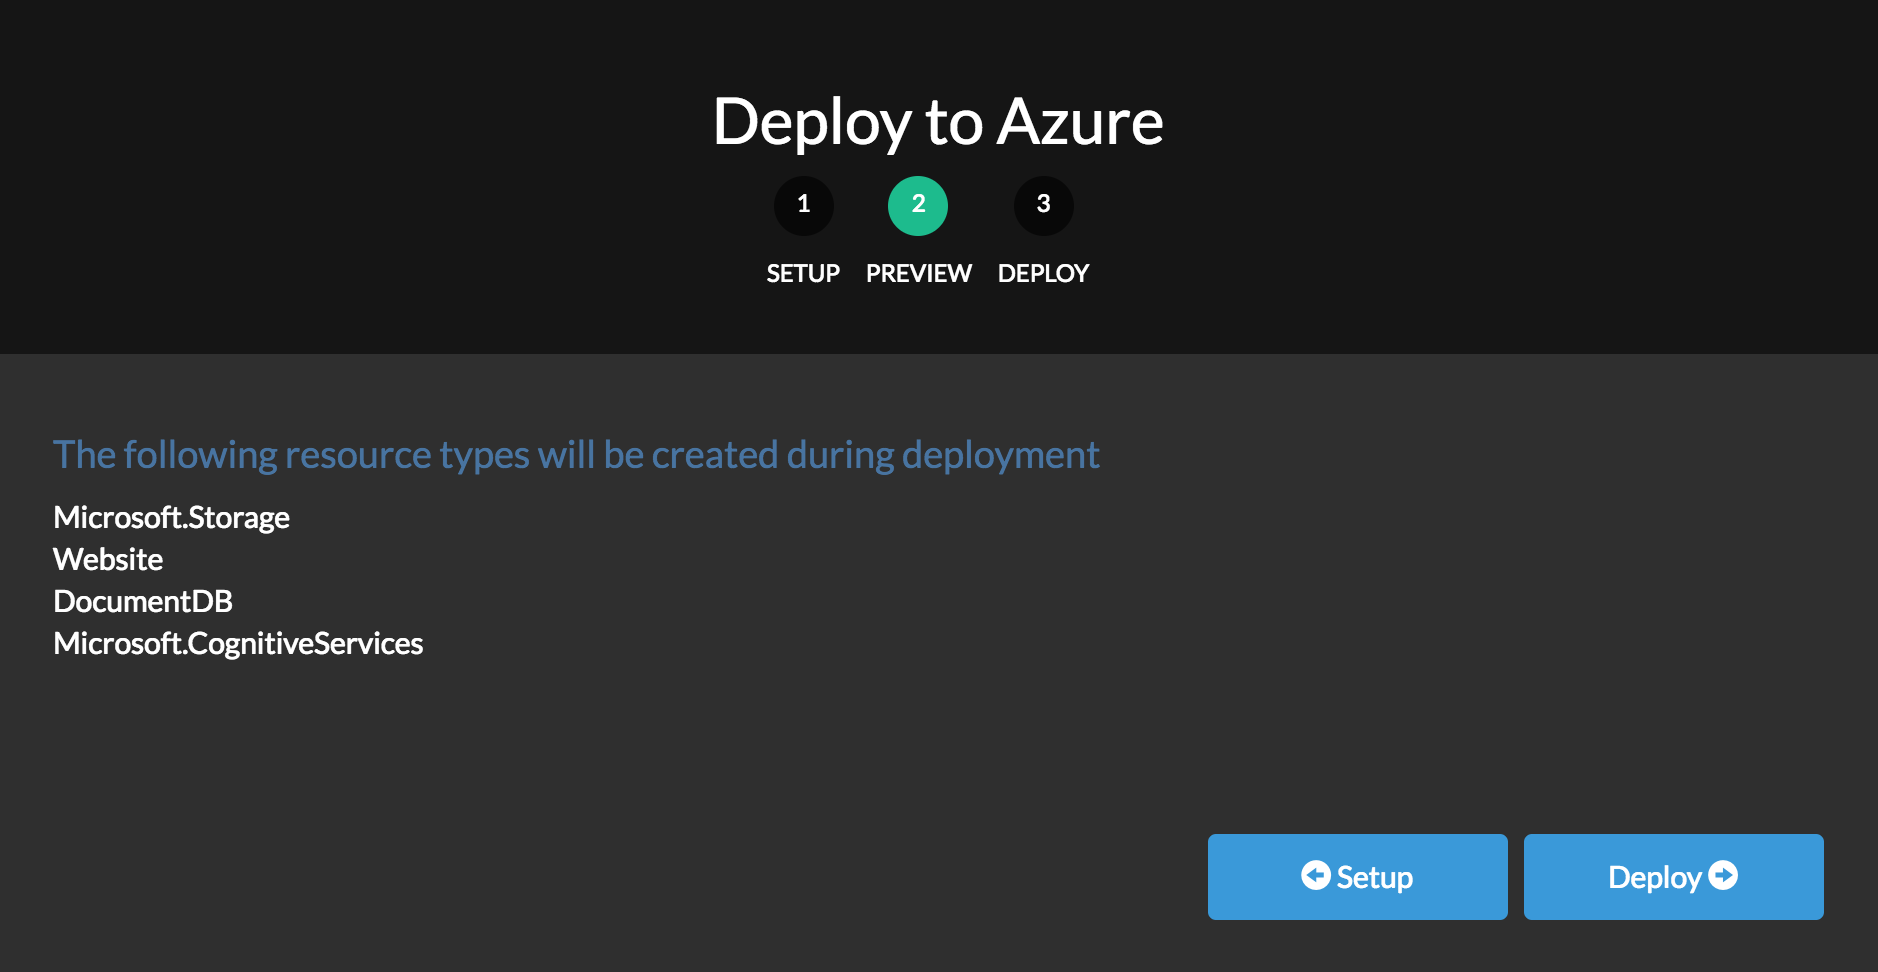 Deploy to Azure
1 2 3
SETUP PREVIEW DEPLOY
The following resource types will be created during deployment
Microsoft.Storage
Website
DocumentDB
Microsoft.CognitiveServices
Setup Deploy